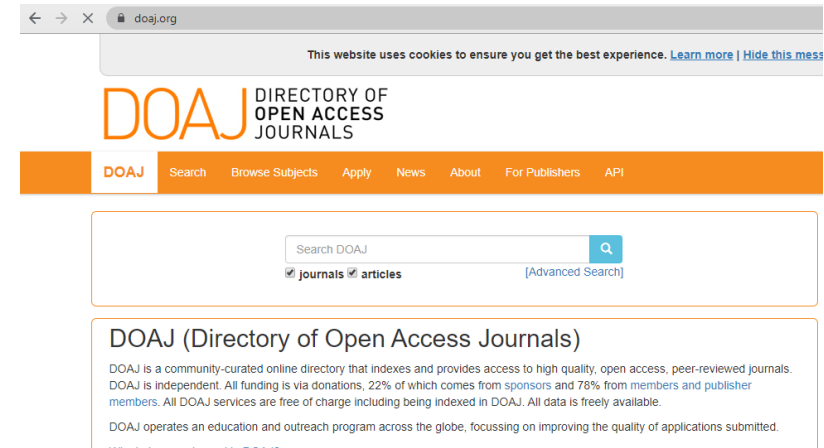 doaj.org
This website uses cookies to ensure you get the best experience. Learn more | Hide this mess
DOAJ DIRECTORY OF
OPEN ACCESS
JOURNALS
DOAJ Search Browse Subjects Apply News About For Publishers API
Search DOAJ
journals articles [Advanced Search]
DOAJ (Directory of Open Access Journals)
DOAJ is a community-curated online directory that indexes and provides access to high quality, open access, peer-reviewed journals.
DOAJ is independent. All funding is via donations, 22% of which comes from sponsors and 78% from members and publisher
members. All DOAJ services are free of charge including being indexed in DOAJ. All data is freely available.
DOAJ operates an education and outreach program across the globe, focussing on improving the quality of applications submitted.